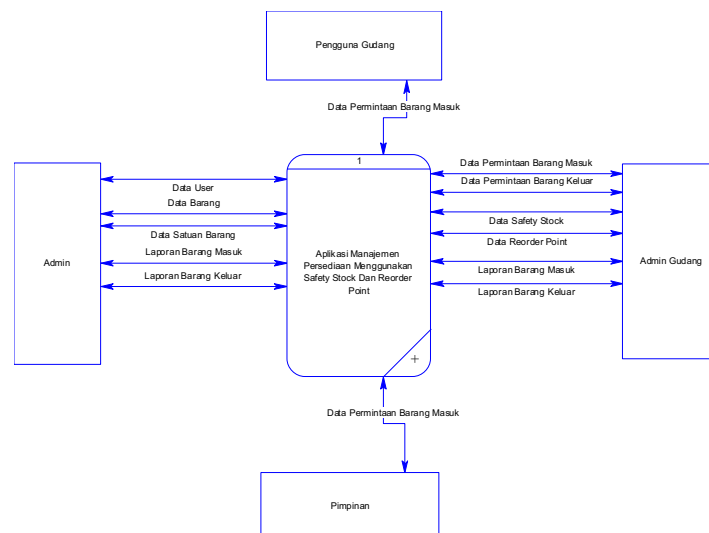 Pengguna Gudang
Data Permintaan Barang Masuk
1
Data Permintaan Barang Masuk
Data User
Data Permintaan Barang Keluar
Data Barang
Data Safety Stock
Data Satuan Barang
Data Reorder Point
Admin
Aplikasi Manajemen
Persediaan Menggunakan
Safety Stock Dan Reorder
Point
Admin Gudang
Laporan Barang Masuk
Laporan Barang Masuk
Laporan Barang Keluar
Laporan Barang Keluar
Data Permintaan Barang Masuk
Pimpinan